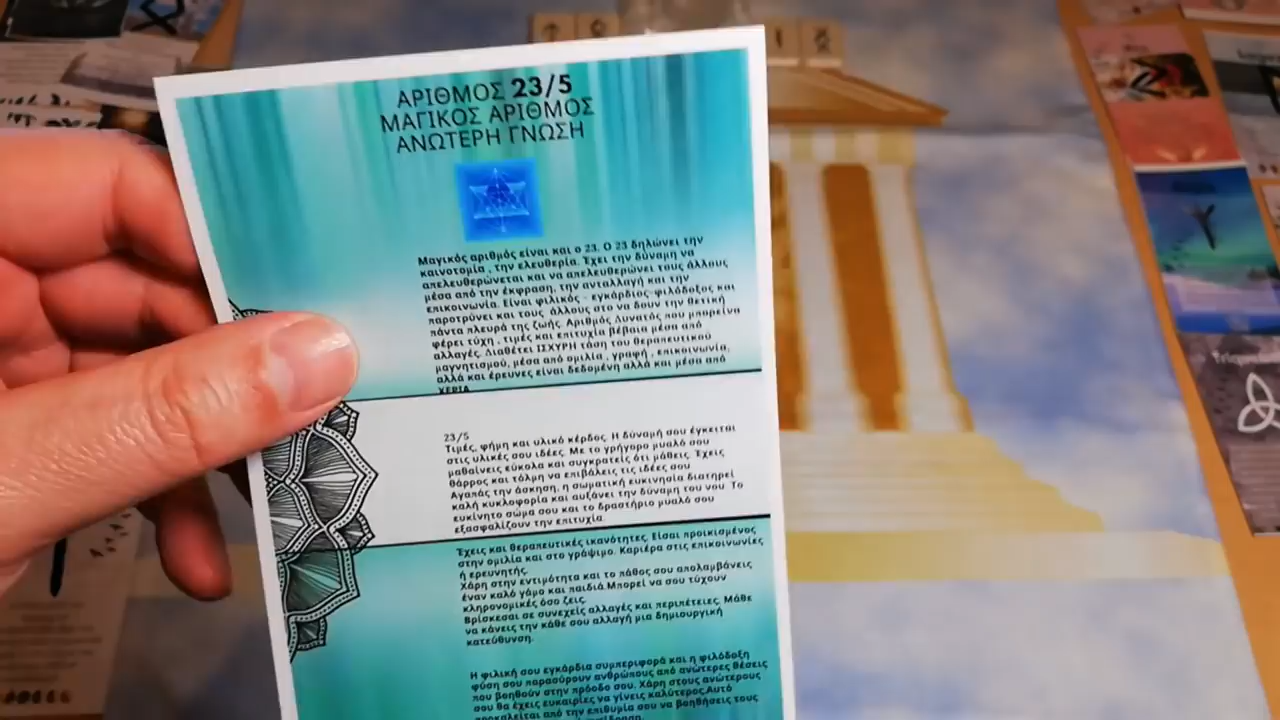 ΑΡΙΘΜΟΣ 23/5
ΜΑΓΙΚΟΣ ΑΡΙΘΜΟΣ
ΑΝΩΤΕΡΗ ΓΝΩΣΗ
Μαγικός αριθμός είναι και ο 23. Ο 23 δηλώνει την
καινοτομία , την ελευθερία. Έχει την δύναμη να
απελευθερώνεται και να απελευθερώνει τους άλλους
μέσα από την έκφραση, την ανταλλαγή και την
επικοινωνία. Είναι φιλικός - εγκάρδιος-φιλόδοξος και
παροτρύνει και τους άλλους στο να δουν την θετική
πάντα πλευρά της ζωής. Αριθμός Δυνατός που μπορεί να
φέρει τύχη , τιμές και επιτυχία βέβαια μέσα από
αλλαγές. Διαθέτει ΙΣΧΥΡΗ τάση του θεραπευτικού
μαγνητισμού, μέσα από ομιλία , γραφή , επικοινωνία,
αλλά και έρευνες είναι δεδομένη αλλά και μέσα από
ΧΕΡΙΑ
23/5
Τιμές, φήμη και υλικό κέρδος. Η δύναμή σου έγκειται
στις υλικές σου ιδέες. Με το γρήγορο μυαλό σου
μαθαίνεις εύκολα και συγκρατείς ότι μάθεις. Έχεις
θάρρος και τόλμη να επιβάλεις τις ιδέες σου
Αγαπάς την άσκηση, η σωματική ευκινησία διατηρεί
καλή κυκλοφορία και αυξάνει την δύναμη του νου. Το
ευκίνητο σώμα σου και το δραστήριο μυαλό σου
εξασφαλίζουν την επιτυχία.
Έχεις και θεραπευτικές ικανότητες. Είσαι προικισμένος
στην ομιλία και στο γράψιμο. Καριέρα στις επικοινωνίες
ή ερευνητής.
Χάρη στην εντιμότητα και το πάθος σου απολαμβάνεις
έναν καλό γάμο και παιδιά.Μπορεί να σου τύχουν
κληρονομικές όσο ζεις.
Βρίσκεσαι σε συνεχείς αλλαγές και περιπέτειες. Μάθε
να κάνεις την κάθε σου αλλαγή μια δημιουργική
κατεύθυνση.
Η φιλική σου εγκάρδια συμπεριφορά και η φιλόδοξη
φύση σου παρασύρουν ανθρώπους από ανώτερες θέσεις
που βοηθούν στην πρόοδο σου. Χάρη στους ανώτερους
σου θα έχεις ευκαιρίες να γίνεις καλύτερος.Αυτό
προκαλείται από την επιθυμία σου να βοηθήσεις τους